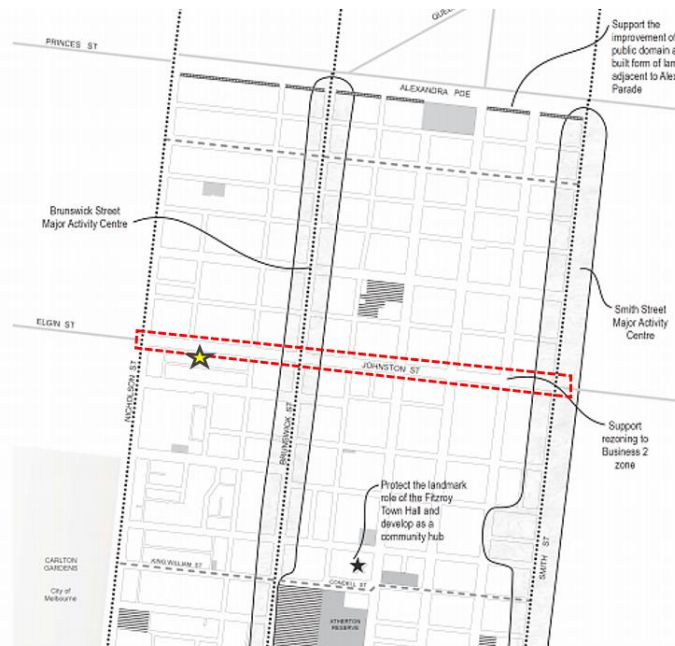 QUE
PRINCES ST
Support the
improvement of
public domain a
built form of lan
adjacent to Alex
Parade
ALEXANDRA PDE
Brunswick Street
Major Activity
Centre
Smith Street
Major Activity
Centre
ELGIN ST
JOHNSTON ST
NICHOLSON ST
BRUNSWICK ST
Support
rezoning to
Business 2
zone
Protect the landmark
role of the Fitzroy
Town Hall and
develop as a
community hub
SMITH ST
CARLTON
GARDENS
City of
Melbourne
KING WILLIAM ST
CONDELL ST
ATHERTON
RESERVE